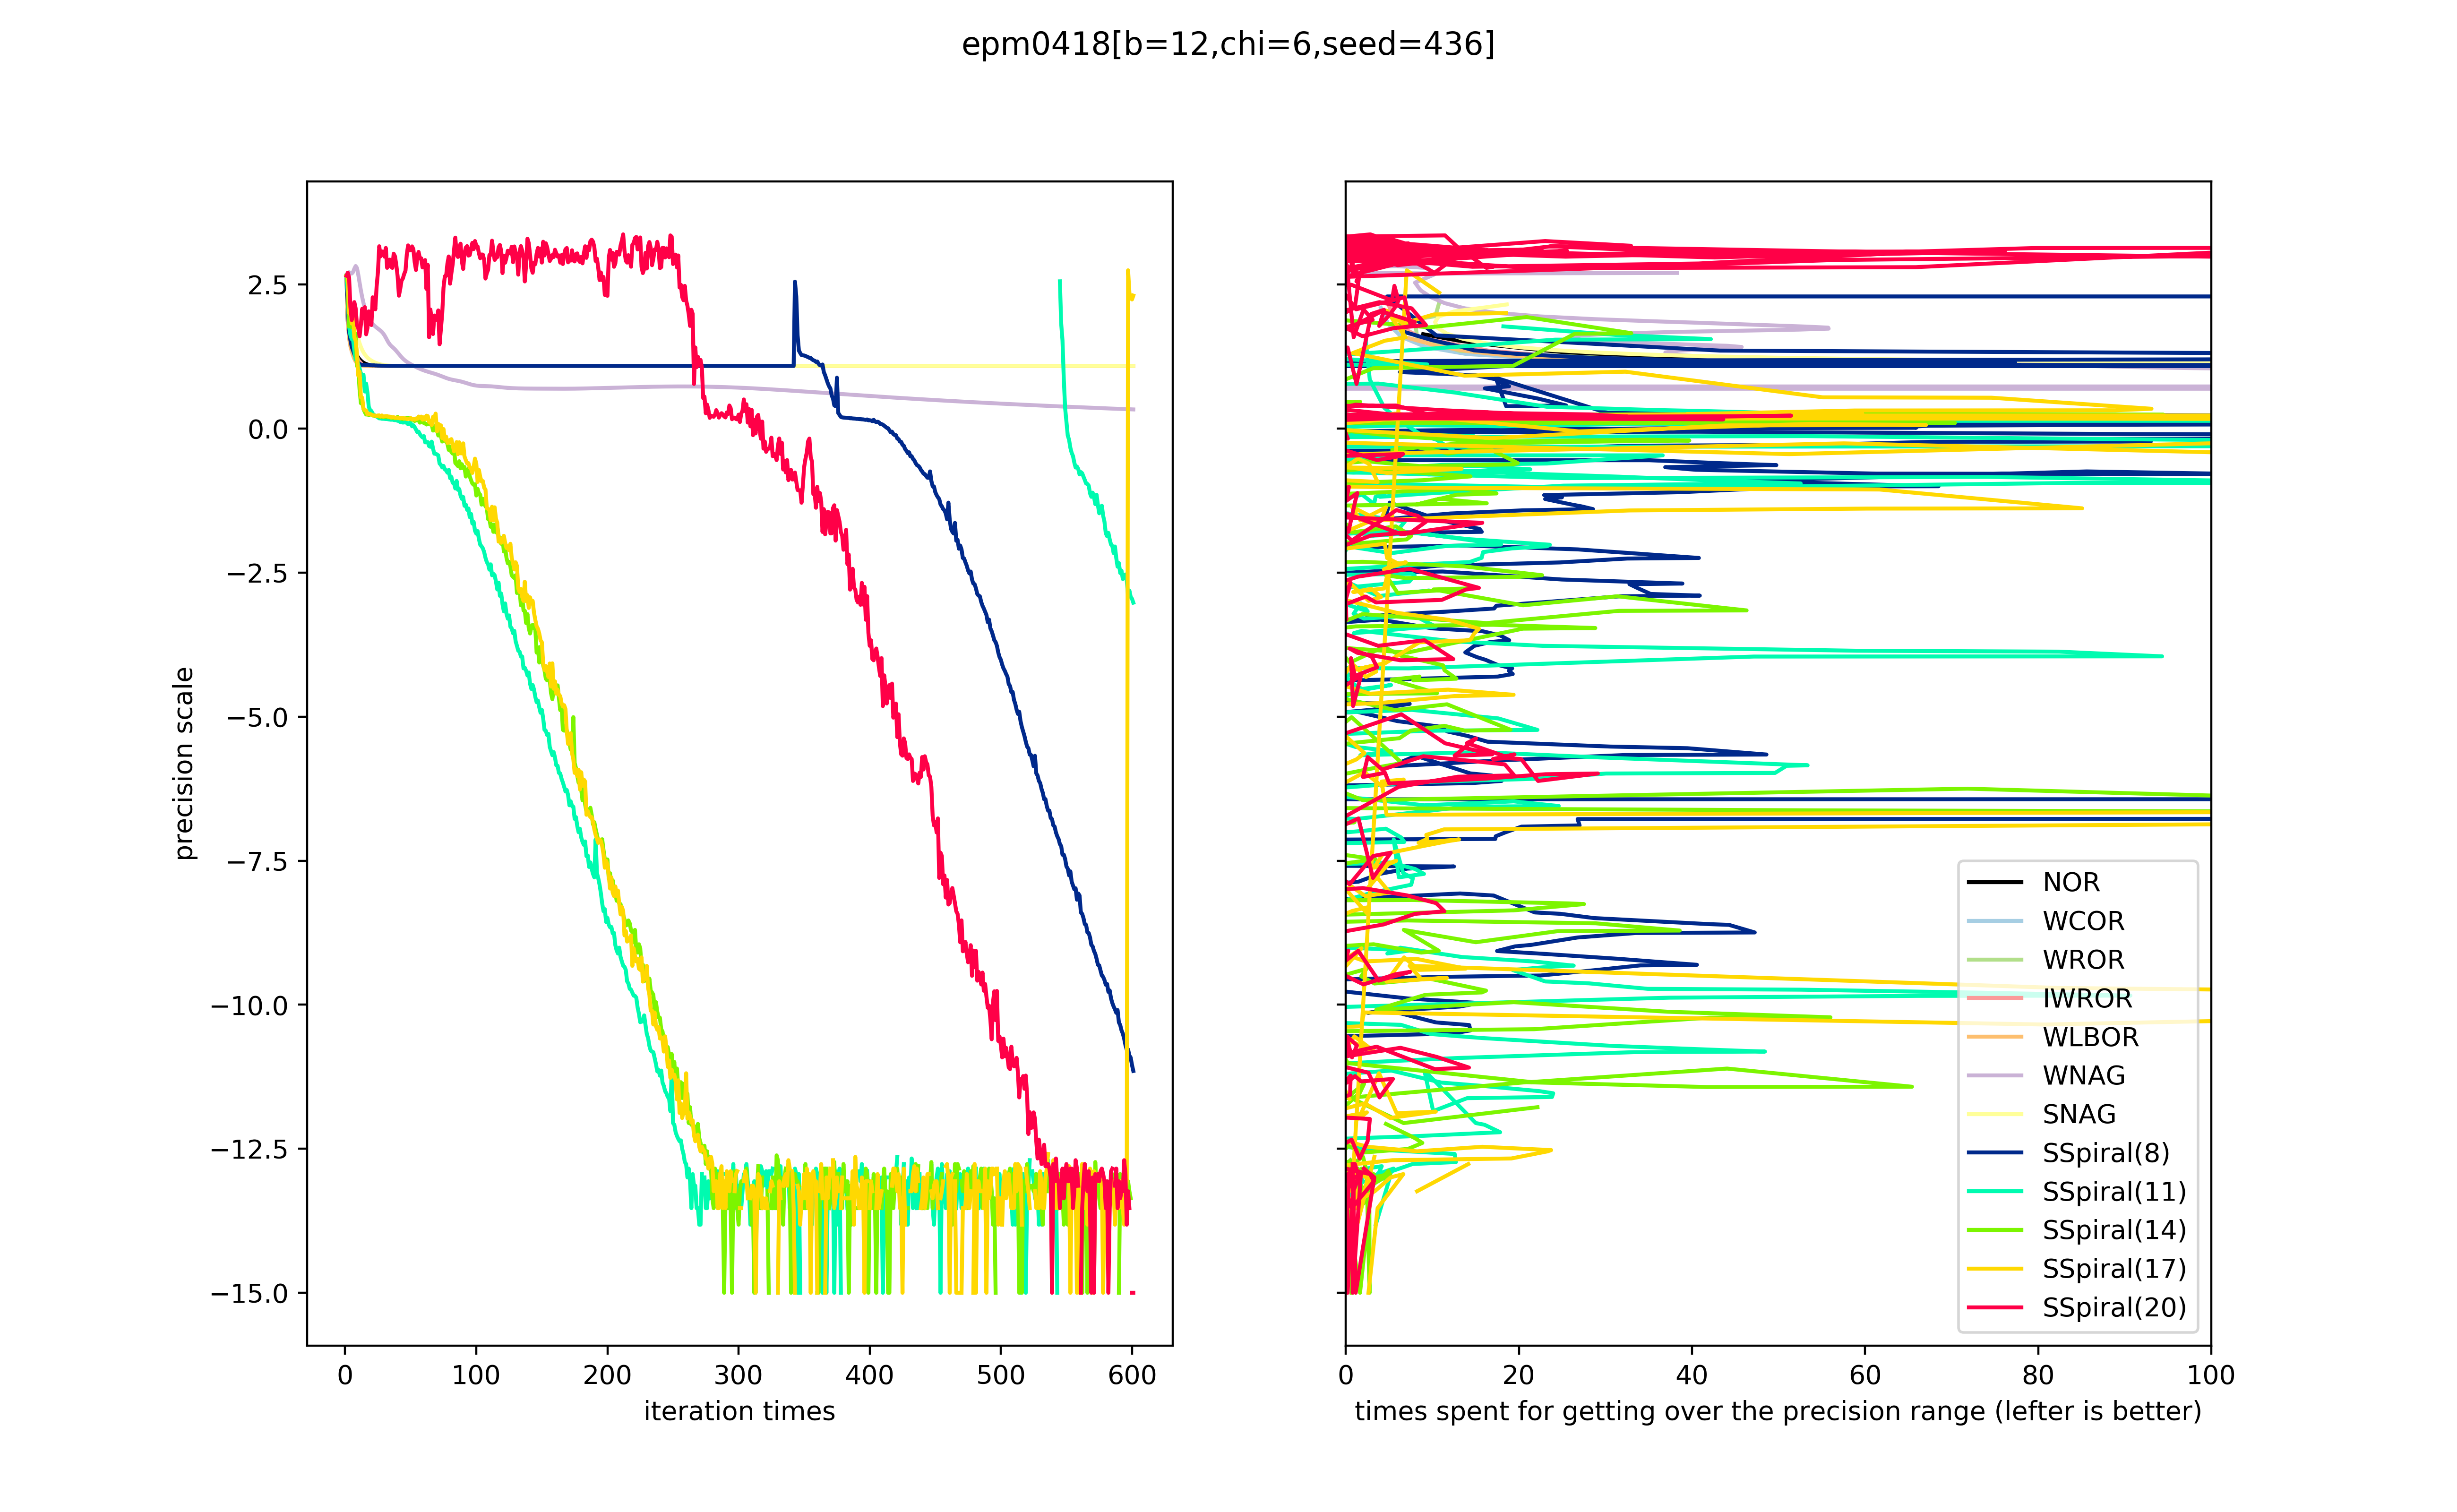 epm0418[b=12,chi=6,seed=436]
precision scale
2.5
0.0
−2.5
−5.0
−7.5
−10.0
−12.5
−15.0
0 100 200 300 400 500 600
iteration times
0 20 40 60 80 100
times spent for getting over the precision range (lefter is better)
NOR
WCOR
WROR
IWROR
WLBOR
WNAG
SNAG
SSpiral(8)
SSpiral(11)
SSpiral(14)
SSpiral(17)
SSpiral(20)